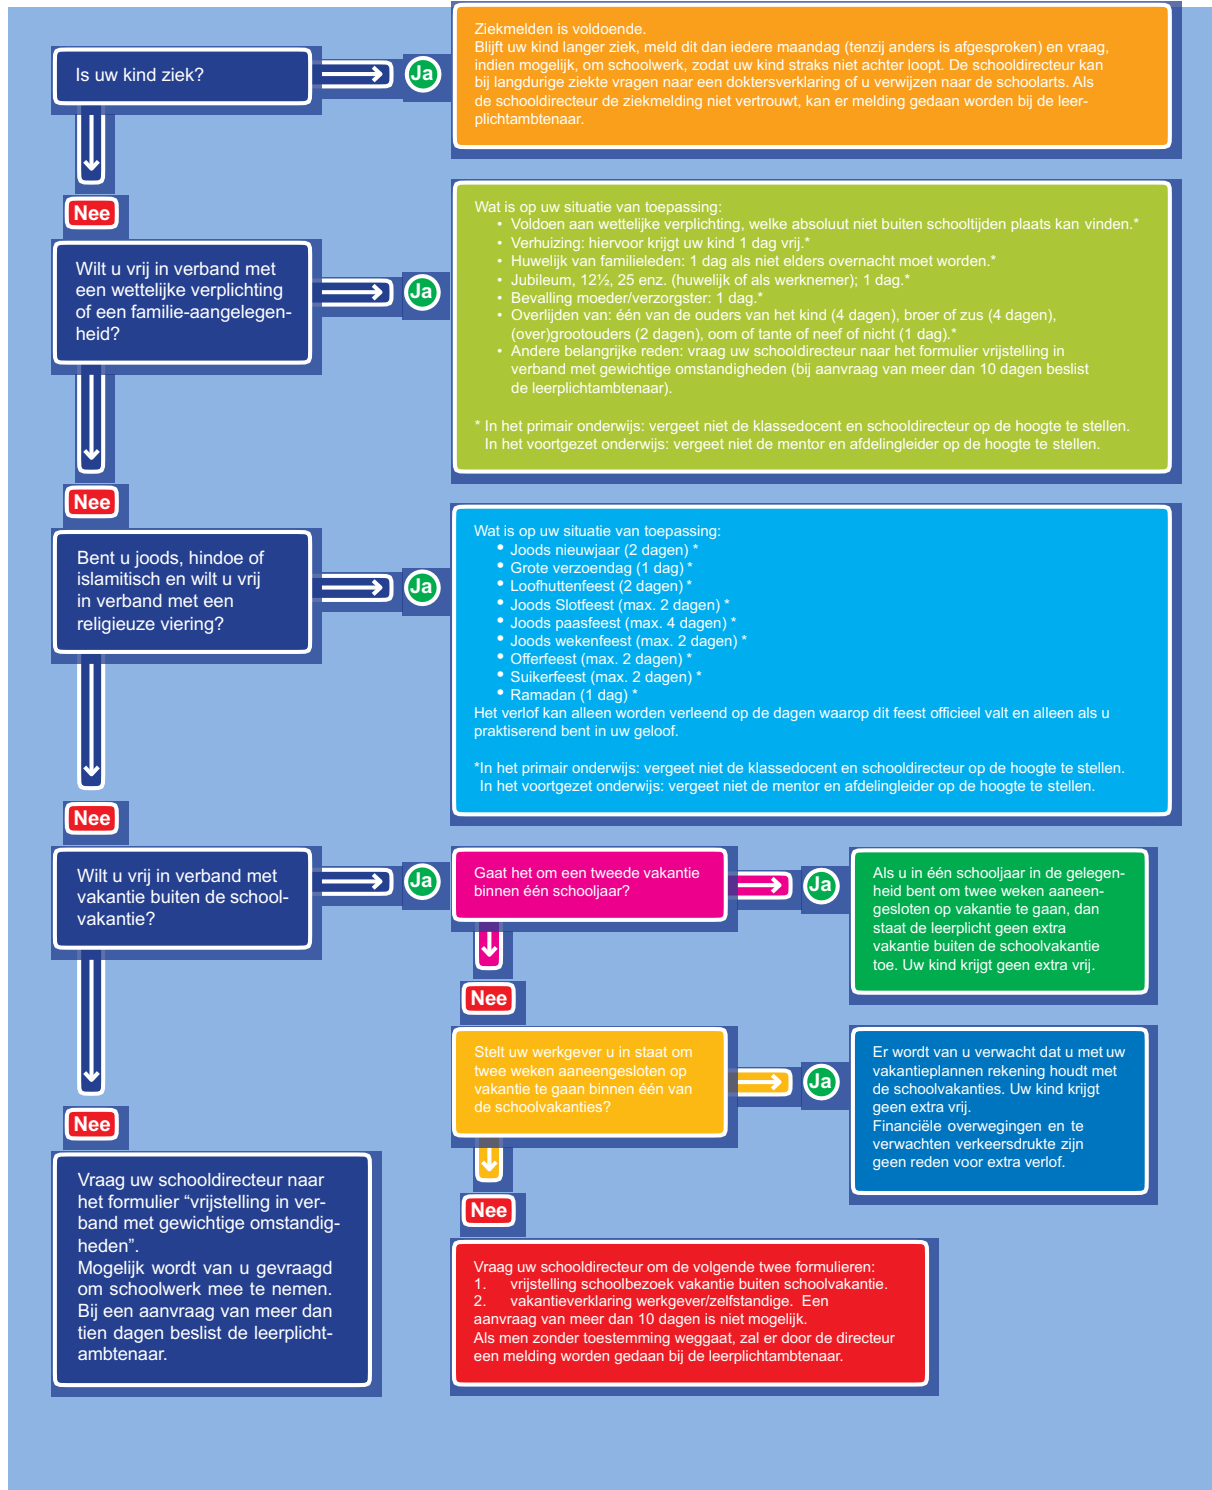 Is uw kind ziek?
Ja
Ziekmelden is voldoende.
Blijft uw kind langer ziek, meld dit dan iedere maandag (tenzij anders is afgesproken) en vraag,
indien mogelijk, om schoolwerk, zodat uw kind straks niet achter loopt. De schooldirecteur kan
bij langdurige ziekte vragen naar een doktersverklaring of u verwijzen naar de schoolarts. Als
de schooldirecteur de ziekmelding niet vertrouwt, kan er melding gedaan worden bij de leer-
plichtambtenaar.
Nee
Wilt u vrij in verband met
een wettelijke verplichting
of een familie-aangelegen-
heid?
Ja
Wat is op uw situatie van toepassing:
• Voldoen aan wettelijke verplichting, welke absoluut niet buiten schooltijden plaats kan vinden.*
• Verhuizing: hiervoor krijgt uw kind 1 dag vrij.*
• Huwelijk van familieleden: 1 dag als niet elders overnacht moet worden.*
• Jubileum, 12½, 25 enz. (huwelijk of als werknemer); 1 dag.*
• Bevalling moeder/verzorgster: 1 dag.*
• Overlijden van: één van de ouders van het kind (4 dagen), broer of zus (4 dagen),
(over)grootouders (2 dagen), oom of tante of neef of nicht (1 dag).*
• Andere belangrijke reden: vraag uw schooldirecteur naar het formulier vrijstelling in
verband met gewichtige omstandigheden (bij aanvraag van meer dan 10 dagen beslist
de leerplichtambtenaar).
* In het primair onderwijs: vergeet niet de klassedocent en schooldirecteur op de hoogte te stellen.
In het voortgezet onderwijs: vergeet niet de mentor en afdelingleider op de hoogte te stellen.
Nee
Bent u joods, hindoe of
islamitisch en wilt u vrij
in verband met een
religieuze viering?
Ja
Wat is op uw situatie van toepassing:
• Joods nieuwjaar (2 dagen) *
• Grote verzoendag (1 dag) *
• Loofhuttenfeest (2 dagen) *
• Joods Slotfeest (max. 2 dagen) *
• Joods paasfeest (max. 4 dagen) *
• Joods wekenfeest (max. 2 dagen) *
• Offerfeest (max. 2 dagen) *
• Suikerfeest (max. 2 dagen) *
• Ramadan (1 dag) *
Het verlof kan alleen worden verleend op de dagen waarop dit feest officieel valt en alleen als u
praktiserend bent in uw geloof.
*In het primair onderwijs: vergeet niet de klassedocent en schooldirecteur op de hoogte te stellen.
In het voortgezet onderwijs: vergeet niet de mentor en afdelingleider op de hoogte te stellen.
Nee
Wilt u vrij in verband met
vakantie buiten de school-
vakantie?
Ja
Gaat het om een tweede vakantie
binnen één schooljaar?
Ja
Als u in één schooljaar in de gelegen-
heid bent om twee weken aaneen-
gesloten op vakantie te gaan, dan
staat de leerplicht geen extra
vakantie buiten de schoolvakantie
toe. Uw kind krijgt geen extra vrij.
Nee
Stelt uw werkgever u in staat om
twee weken aaneengesloten op
vakantie te gaan binnen één van
de schoolvakanties?
Ja
Er wordt van u verwacht dat u met uw
vakantieplannen rekening houdt met
de schoolvakanties. Uw kind krijgt
geen extra vrij.
Financiële overwegingen en te
verwachten verkeersdrukte zijn
geen reden voor extra verlof.
Nee
Vraag uw schooldirecteur naar
het formulier “vrijstelling in ver-
band met gewichtige omstandig-
heden”.
Mogelijk wordt van u gevraagd
om schoolwerk mee te nemen.
Bij een aanvraag van meer dan
tien dagen beslist de leerplicht-
ambtenaar.
Nee
Vraag uw schooldirecteur om de volgende twee formulieren:
1. vrijstelling schoolbezoek vakantie buiten schoolvakantie.
2. vakantieverklaring werkgever/zelfstandige. Een
aanvraag van meer dan 10 dagen is niet mogelijk.
Als men zonder toestemming weggaat, zal er door de directeur
een melding worden gedaan bij de leerplichtambtenaar.